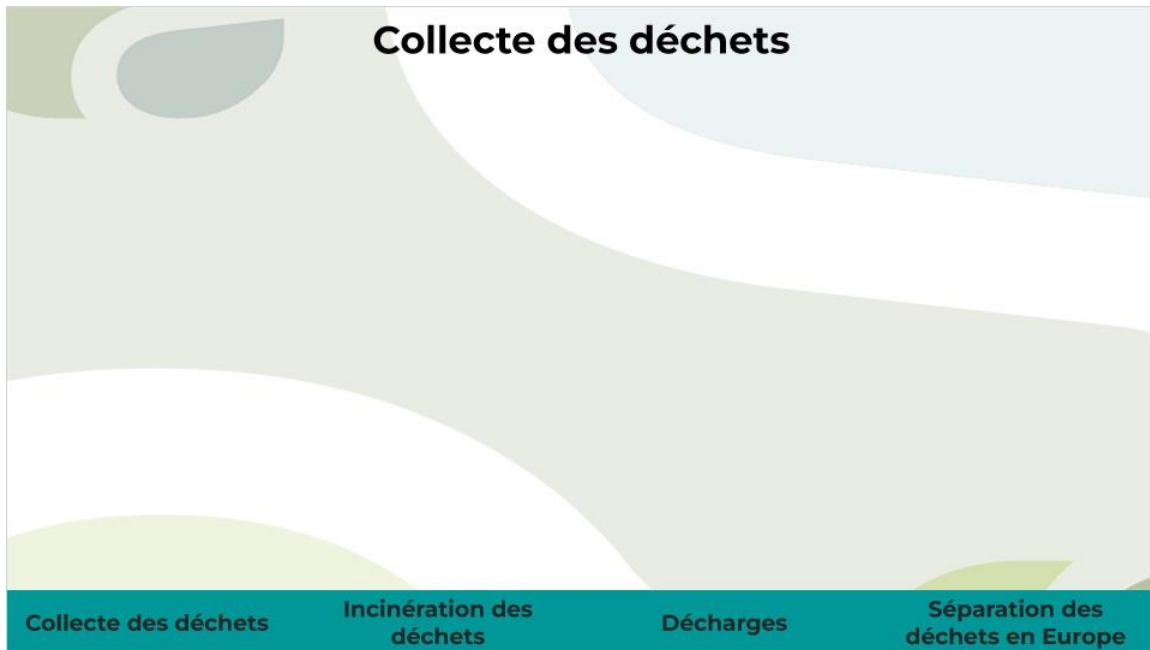 Collecte des déchets
Collecte des déchets
Incinération des
déchets
Décharges
Séparation des
déchets en Europe